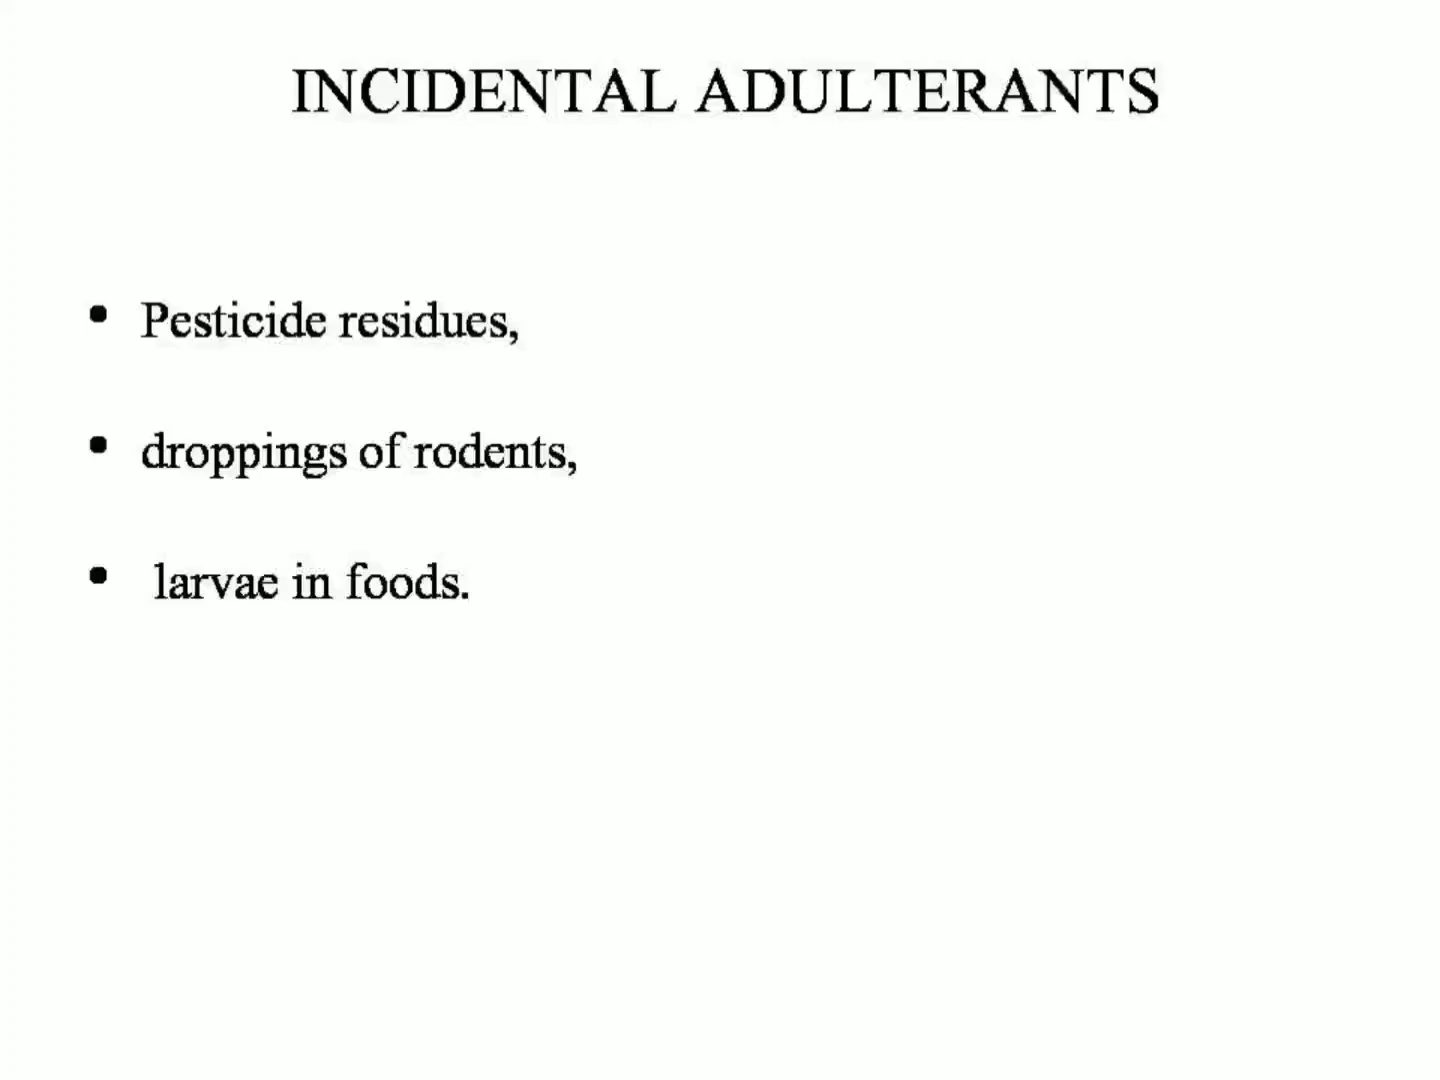 INCIDENTAL ADULTERANTS
• Pesticide residues,
• droppings of rodents,
• larvae in foods.